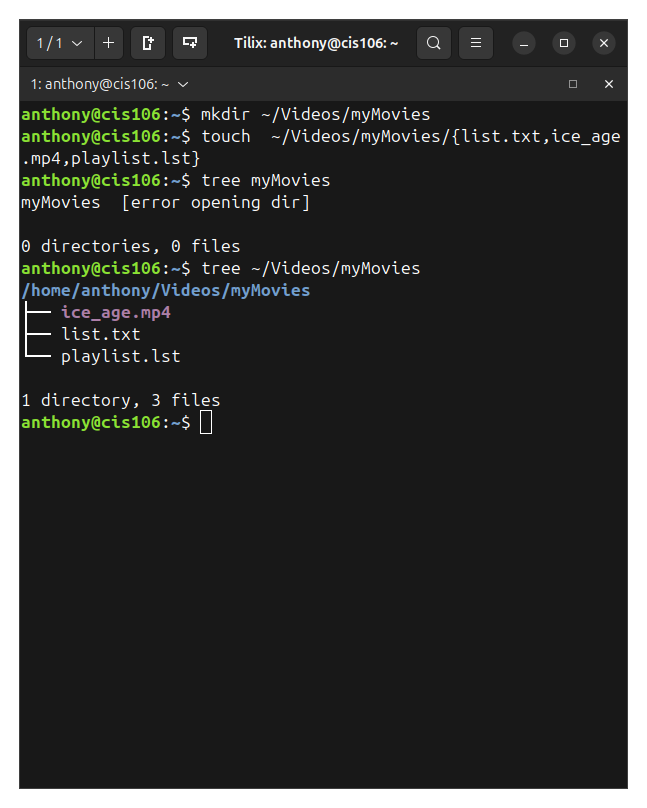 1 / 1
Tilix: anthony@cis106: ~
1: anthony@cis106: ~
anthony@cis106:~$ mkdir ~/Videos/myMovies
anthony@cis106:~$ touch  ~/Videos/myMovies/{list.txt,ice_age
.mp4,playlist.lst}
anthony@cis106:~$ tree myMovies
myMovies  [error opening dir]
0 directories, 0 files
anthony@cis106:~$ tree ~/Videos/myMovies
/home/anthony/Videos/myMovies
├── ice_age.mp4
├── list.txt
└── playlist.lst
1 directory, 3 files
anthony@cis106:~$